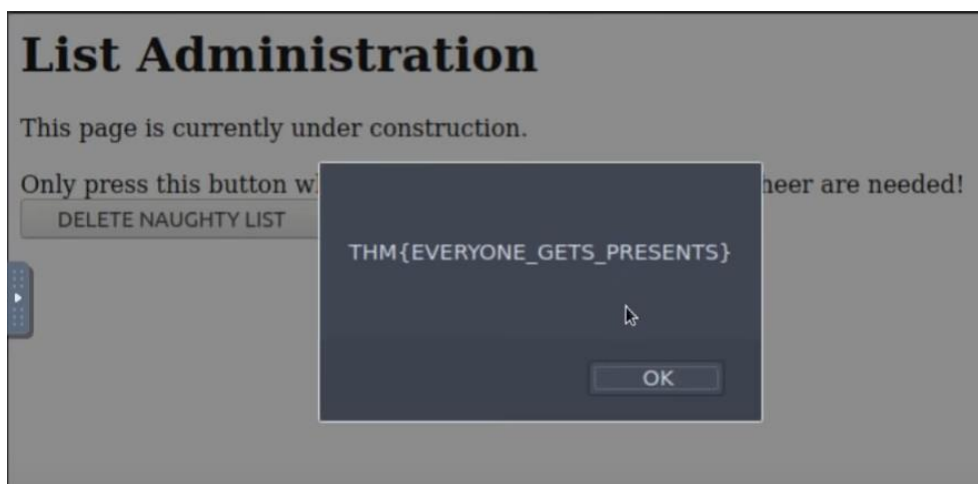 List Administration
This page is currently under construction.
Only press this button w heer are needed!
DELETE NAUGHTY LIST
THM{EVERYONE_GETS_PRESENTS}
OK